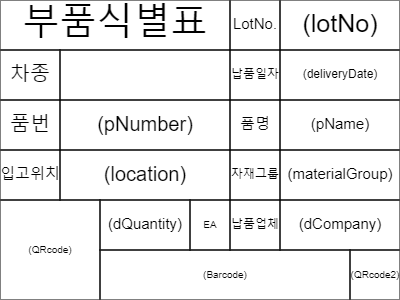 부품식별표 LotNo. (lotNo)
차종 납품일자 (deliveryDate)
품번 (pNumber) 품명 (pName)
입고위치 (location) 자재그룹 (materialGroup)
(QRcode) (dQuantity) EA 납품업체 (dCompany)
(Barcode) (QRcode2)